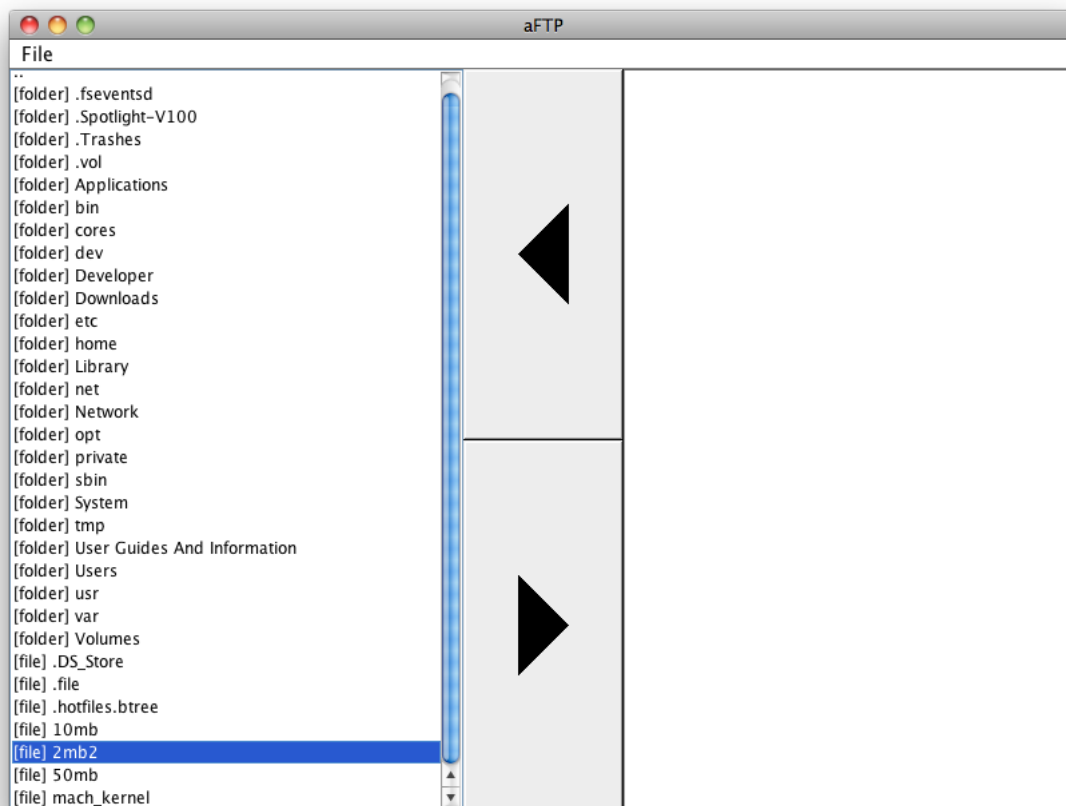 aFTP
File
..
[folder] .fseventsd
[folder] .Spotlight-V100
[folder] .Trashes
[folder] .vol
[folder] Applications
[folder] bin
[folder] cores
[folder] dev
[folder] Developer
[folder] Downloads
[folder] etc
[folder] home
[folder] Library
[folder] net
[folder] Network
[folder] opt
[folder] private
[folder] sbin
[folder] System
[folder] tmp
[folder] User Guides And Information
[folder] Users
[folder] usr
[folder] var
[folder] Volumes
[file] .DS_Store
[file] .file
[file] .hotfiles.btree
[file] 10mb
[file] 2mb2
[file] 50mb
[file] mach_kernel